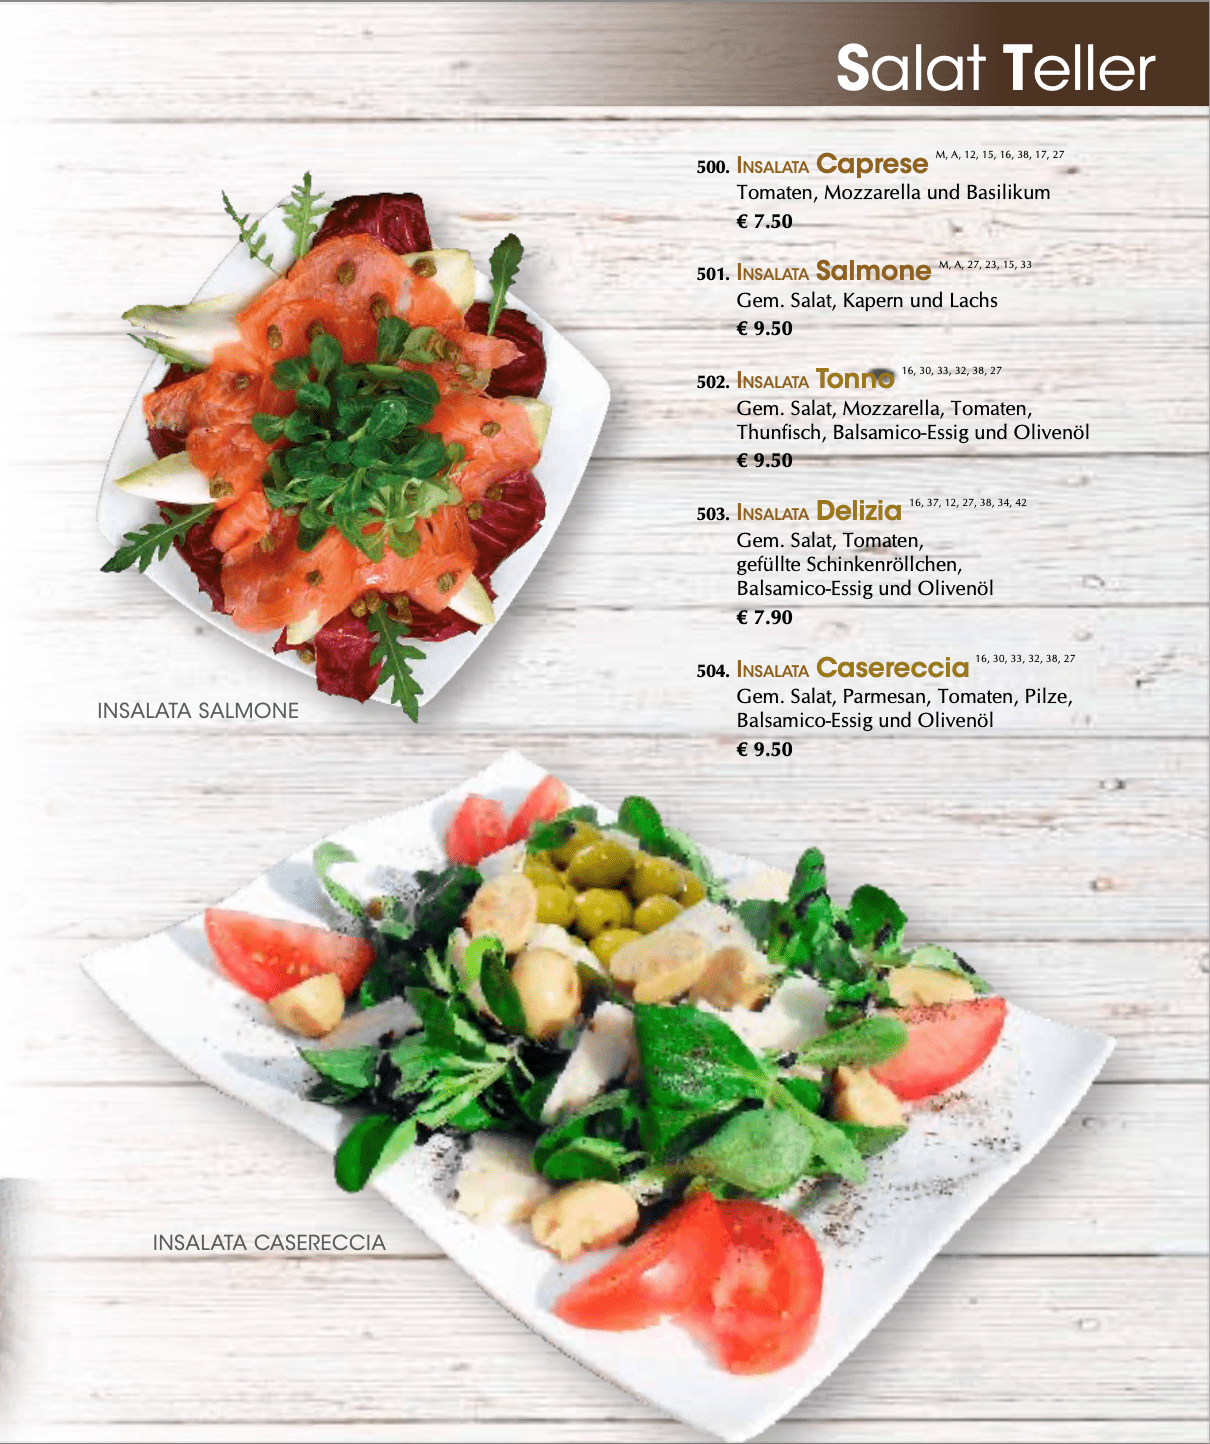 Salat Teller
500. Insalata Caprese M, A, 12, 15, 16, 38, 17, 27
Tomaten, Mozzarella und Basilikum
€ 7.50
501. Insalata Salmone M, A, 27, 23, 15, 33
Gem. Salat, Kapern und Lachs
€ 9.50
502. Insalata Tonno 16, 30, 33, 32, 38, 27
Gem. Salat, Mozzarella, Tomaten,
Thunfisch, Balsamico-Essig und Olivenöl
€ 9.50
503. Insalata Delizia 16, 37, 12, 27, 38, 34, 42
Gem. Salat, Tomaten,
gefüllte Schinkenröllchen,
Balsamico-Essig und Olivenöl
€ 7.90
504. Insalata Casereccia 16, 30, 33, 32, 38, 27
Gem. Salat, Parmesan, Tomaten, Pilze,
Balsamico-Essig und Olivenöl
€ 9.50
INSALATA SALMONE
INSALATA CASERECCIA